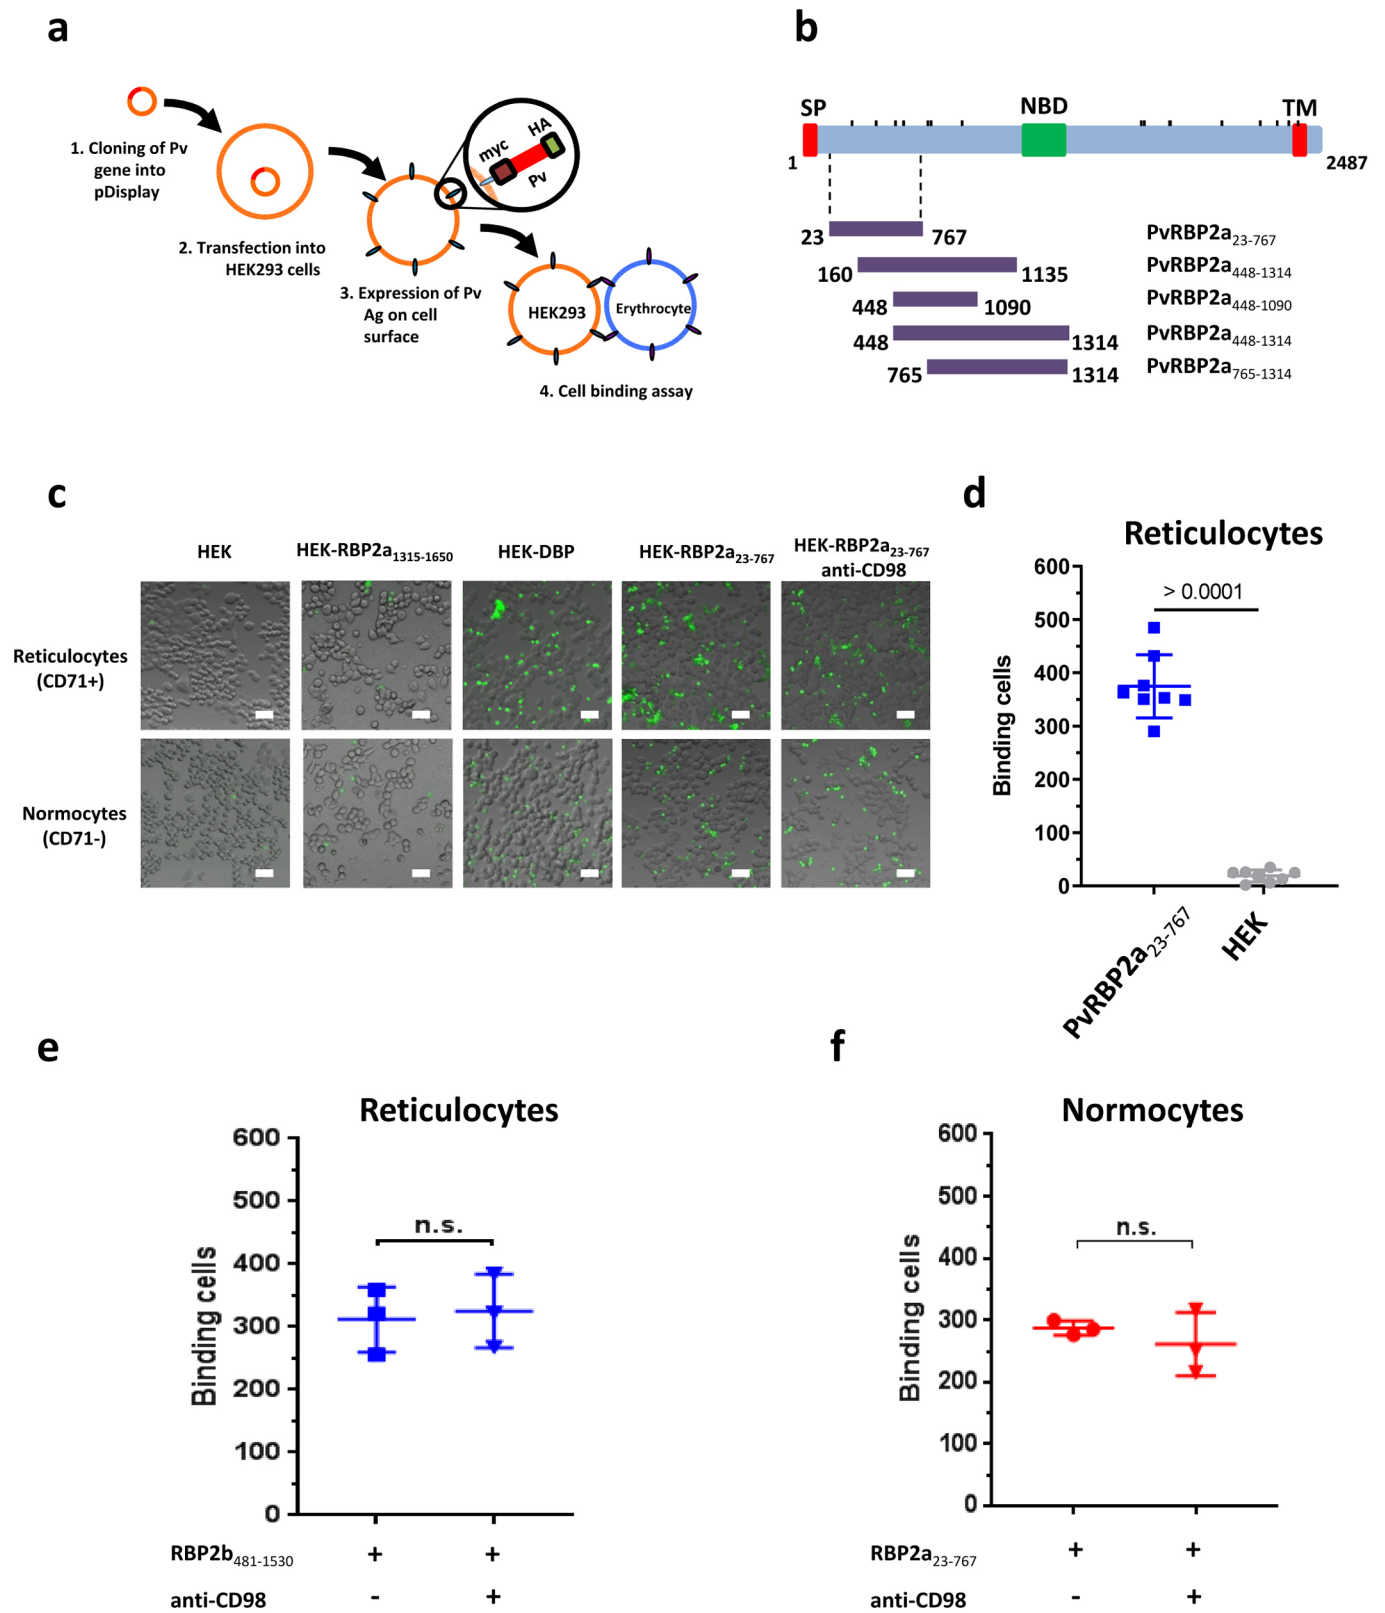 a
1. Cloning of Pv
gene into
pDisplay
2. Transfection into
HEK293 cells
3. Expression of Pv
Ag on cell
surface
myc
HA
Pv
HEK293
Erythrocyte
4. Cell binding assay
b
SP
NBD
TM
1
2487
23
767
PvRBP2a23-767
160
1135
PvRBP2a448-1314
448
1090
PvRBP2a448-1090
448
1314
PvRBP2a448-1314
765
1314
PvRBP2a765-1314
c
HEK
HEK-RBP2a1315-1650
HEK-DBP
HEK-RBP2a23-767
HEK-RBP2a23-767
anti-CD98
Reticulocytes
(CD71+)
Normocytes
(CD71-)
d
Reticulocytes
> 0.0001
Binding cells
600
500
400
300
200
100
0
PvRBP2a23-767
HEK
e
Reticulocytes
n.s.
Binding cells
600
500
400
300
200
100
0
RBP2b481-1530
+
+
anti-CD98
-
+
f
Normocytes
n.s.
Binding cells
600
500
400
300
200
100
0
RBP2a23-767
+
+
anti-CD98
-
+